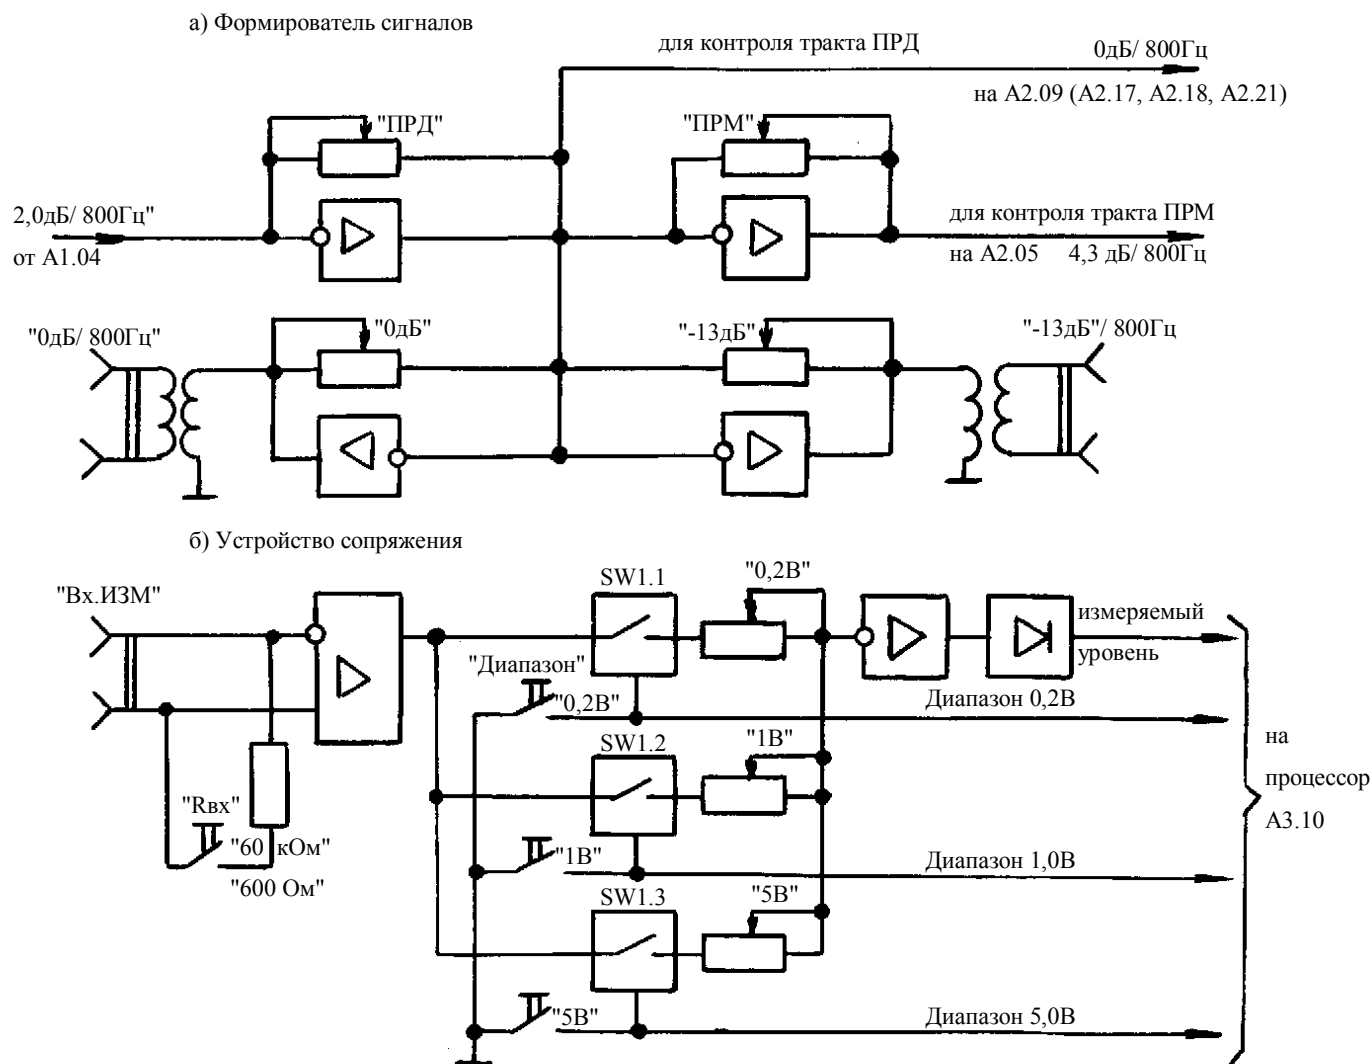 а) Формирователь сигналов
для контроля тракта ПРД
0дБ/ 800Гц
на А2.09 (А2.17, А2.18, А2.21)
"ПРД"
"ПРМ"
2,0дБ/ 800Гц"
от А1.04
для контроля тракта ПРМ
на А2.05
4,3 дБ/ 800Гц
"0дБ/ 800Гц"
"0дБ"
"-13дБ"
"-13дБ"/ 800Гц
б) Устройство сопряжения
"Вх.ИЗМ"
SW1.1
"0,2В"
измеряемый
уровень
"Диапазон"
"0,2В"
Диапазон 0,2В
SW1.2
"1В"
на
процессор
А3.10
"Rвх"
"60 кОм"
"600 Ом"
"1В"
Диапазон 1,0В
SW1.3
"5В"
"5В"
Диапазон 5,0В